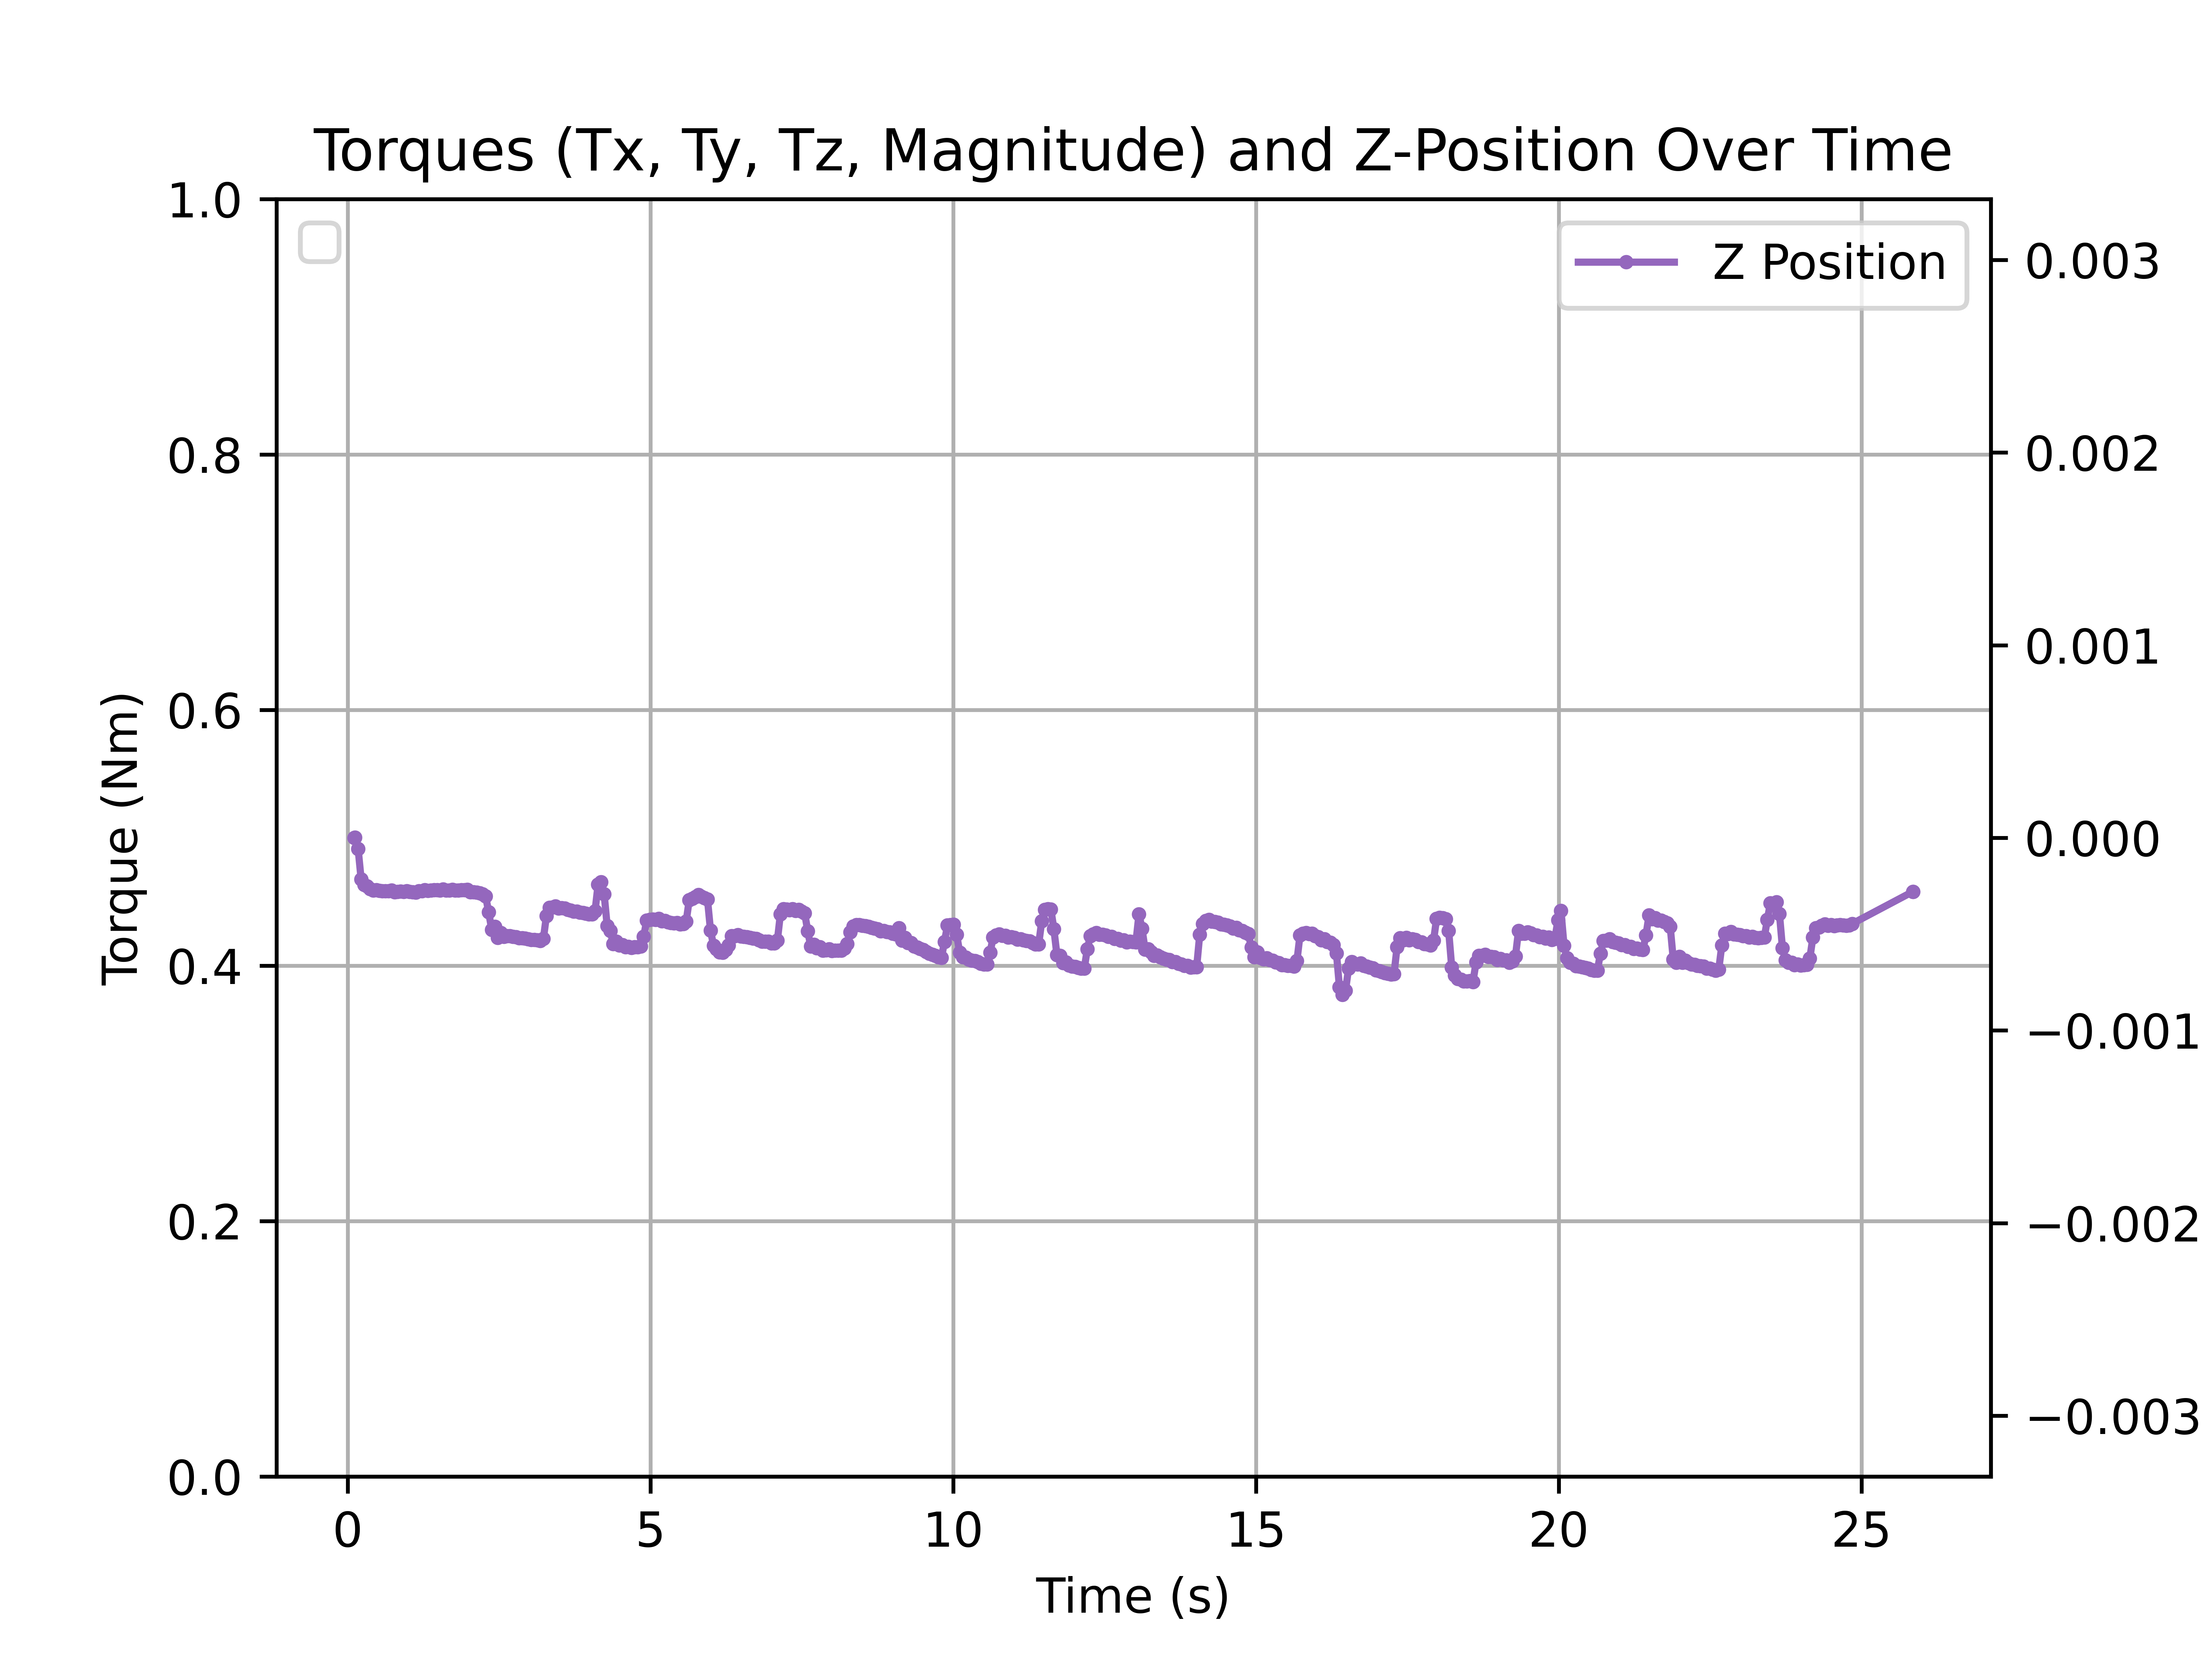 Torques (Tx, Ty, Tz, Magnitude) and Z-Position Over Time
Z Position
Torque (Nm)
1.0
0.8
0.6
0.4
0.2
0.0
0.003
0.002
0.001
0.000
−0.001
−0.002
−0.003
0 5 10 15 20 25
Time (s)